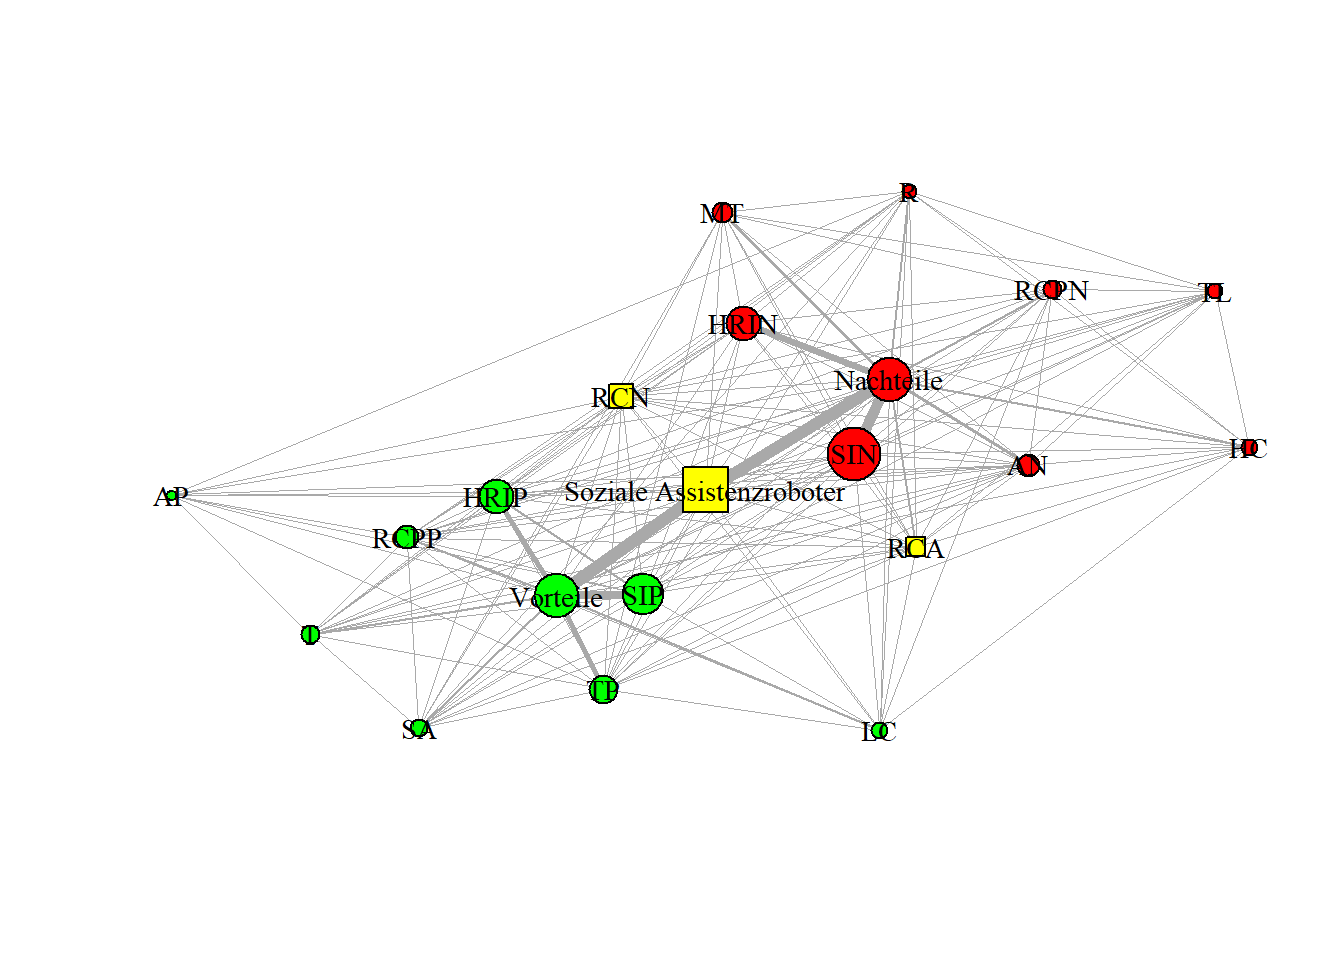 R
MT
RCPN
TL
HRIN
Nachteile
RCN
HC
SIN
AN
Soziale Assistenzroboter
AP
HRIP
RCPP
RCA
Vorteile
SIP
TP
SA
LC